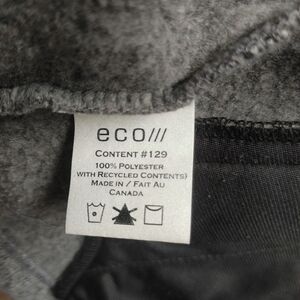 eco///
CONTENT #129
100% POLYESTER
WITH RECYCLED CONTENTS)
MADE IN / FAIT AU
CANADA